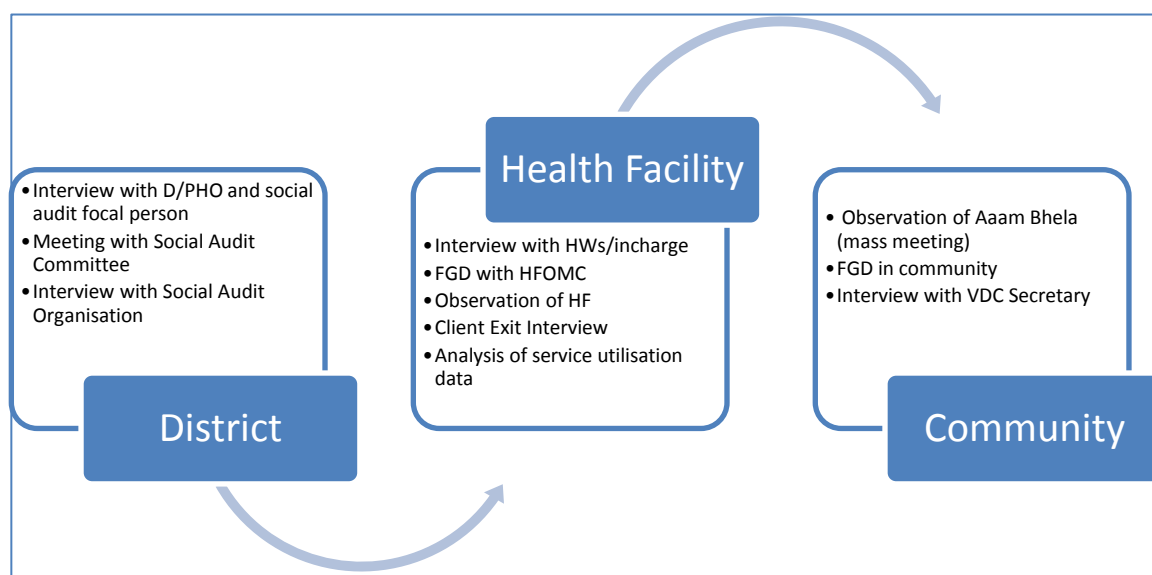 •Interview with D/PHO and social
audit focal person
•Meeting with Social Audit
Committee
•Interview with Social Audit
Organisation
District
Health Facility
•Interview with HWs/incharge
•FGD with HFOMC
•Observation of HF
•Client Exit Interview
•Analysis of service utilisation
data
• Observation of Aaam Bhela
(mass meeting)
•FGD in community
•Interview with VDC Secretary
Community